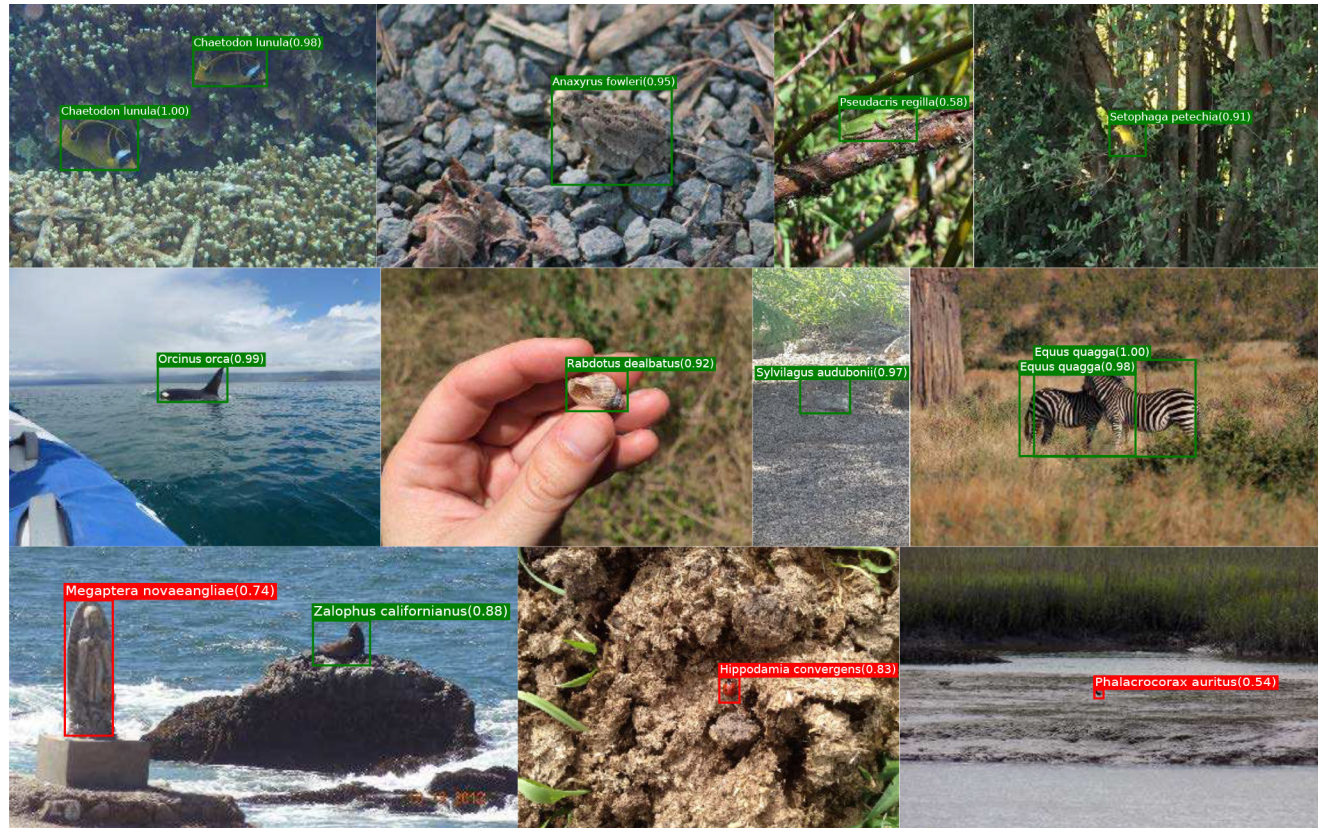 Chaetodon lunula(0.98)
Chaetodon lunula(1.00)
Anaxyrus fowleri(0.95)
Pseudacris regilla(0.58)
Setophaga petechia(0.91)
Orcinus orca(0.99)
Rabdotus dealbatus(0.92)
Sylvilagus audubonii(0.97)
Equus quagga(1.00)
Equus quagga(0.98)
Megaptera novaeangliae(0.74)
Zalophus californianus(0.88)
Hippodamia convergens(0.83)
Phalacrocorax auritus(0.54)